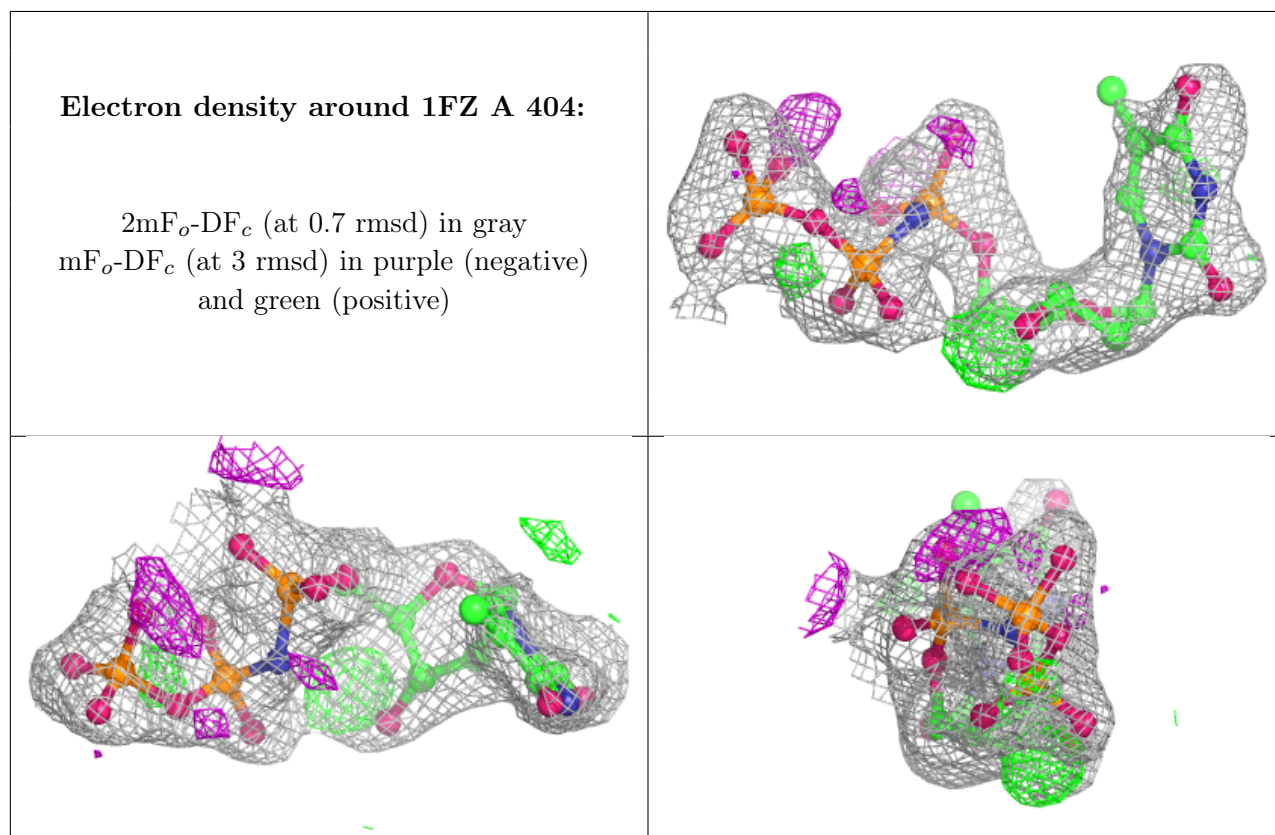 Electron density around 1FZ A 404:
2mFₒ-DF𝒸 (at 0.7 rmsd) in gray
mFₒ-DF𝒸 (at 3 rmsd) in purple (negative)
and green (positive)